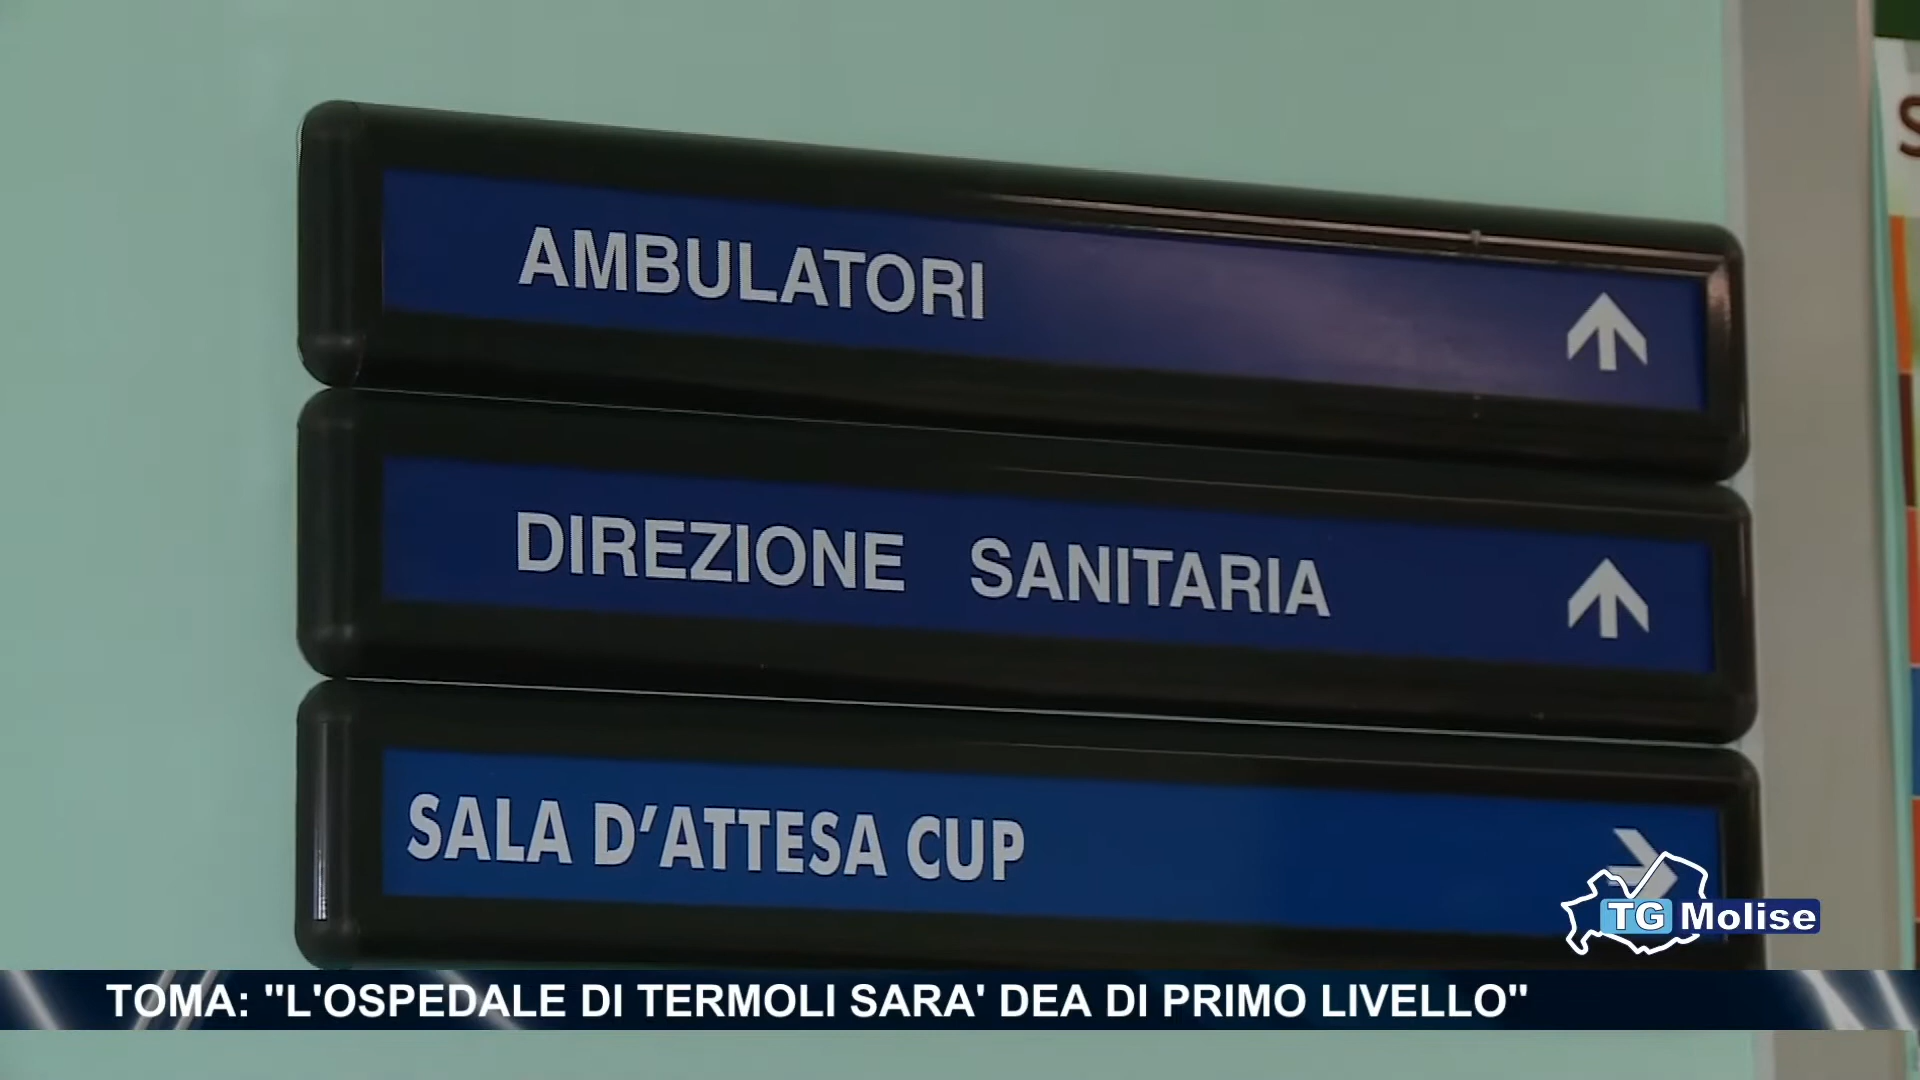 AMBULATORI
DIREZIONE SANITARIA
SALA D'ATTESA CUP
TG Molise
TOMA: "L'OSPEDALE DI TERMOLI SARA' DEA DI PRIMO LIVELLO"